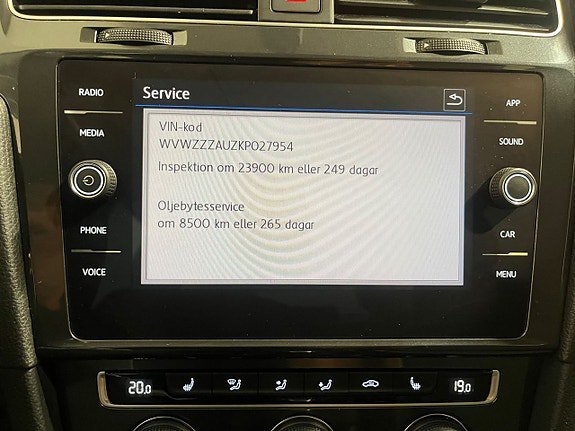 RADIO
MEDIA
PHONE
VOICE
Service
VIN-kod
WVWZZZAUZKP027954
Inspektion om 23900 km eller 249 dagar
Oljebytesservice
om 8500 km eller 265 dagar
APP
SOUND
CAR
MENU
20.0
19.0